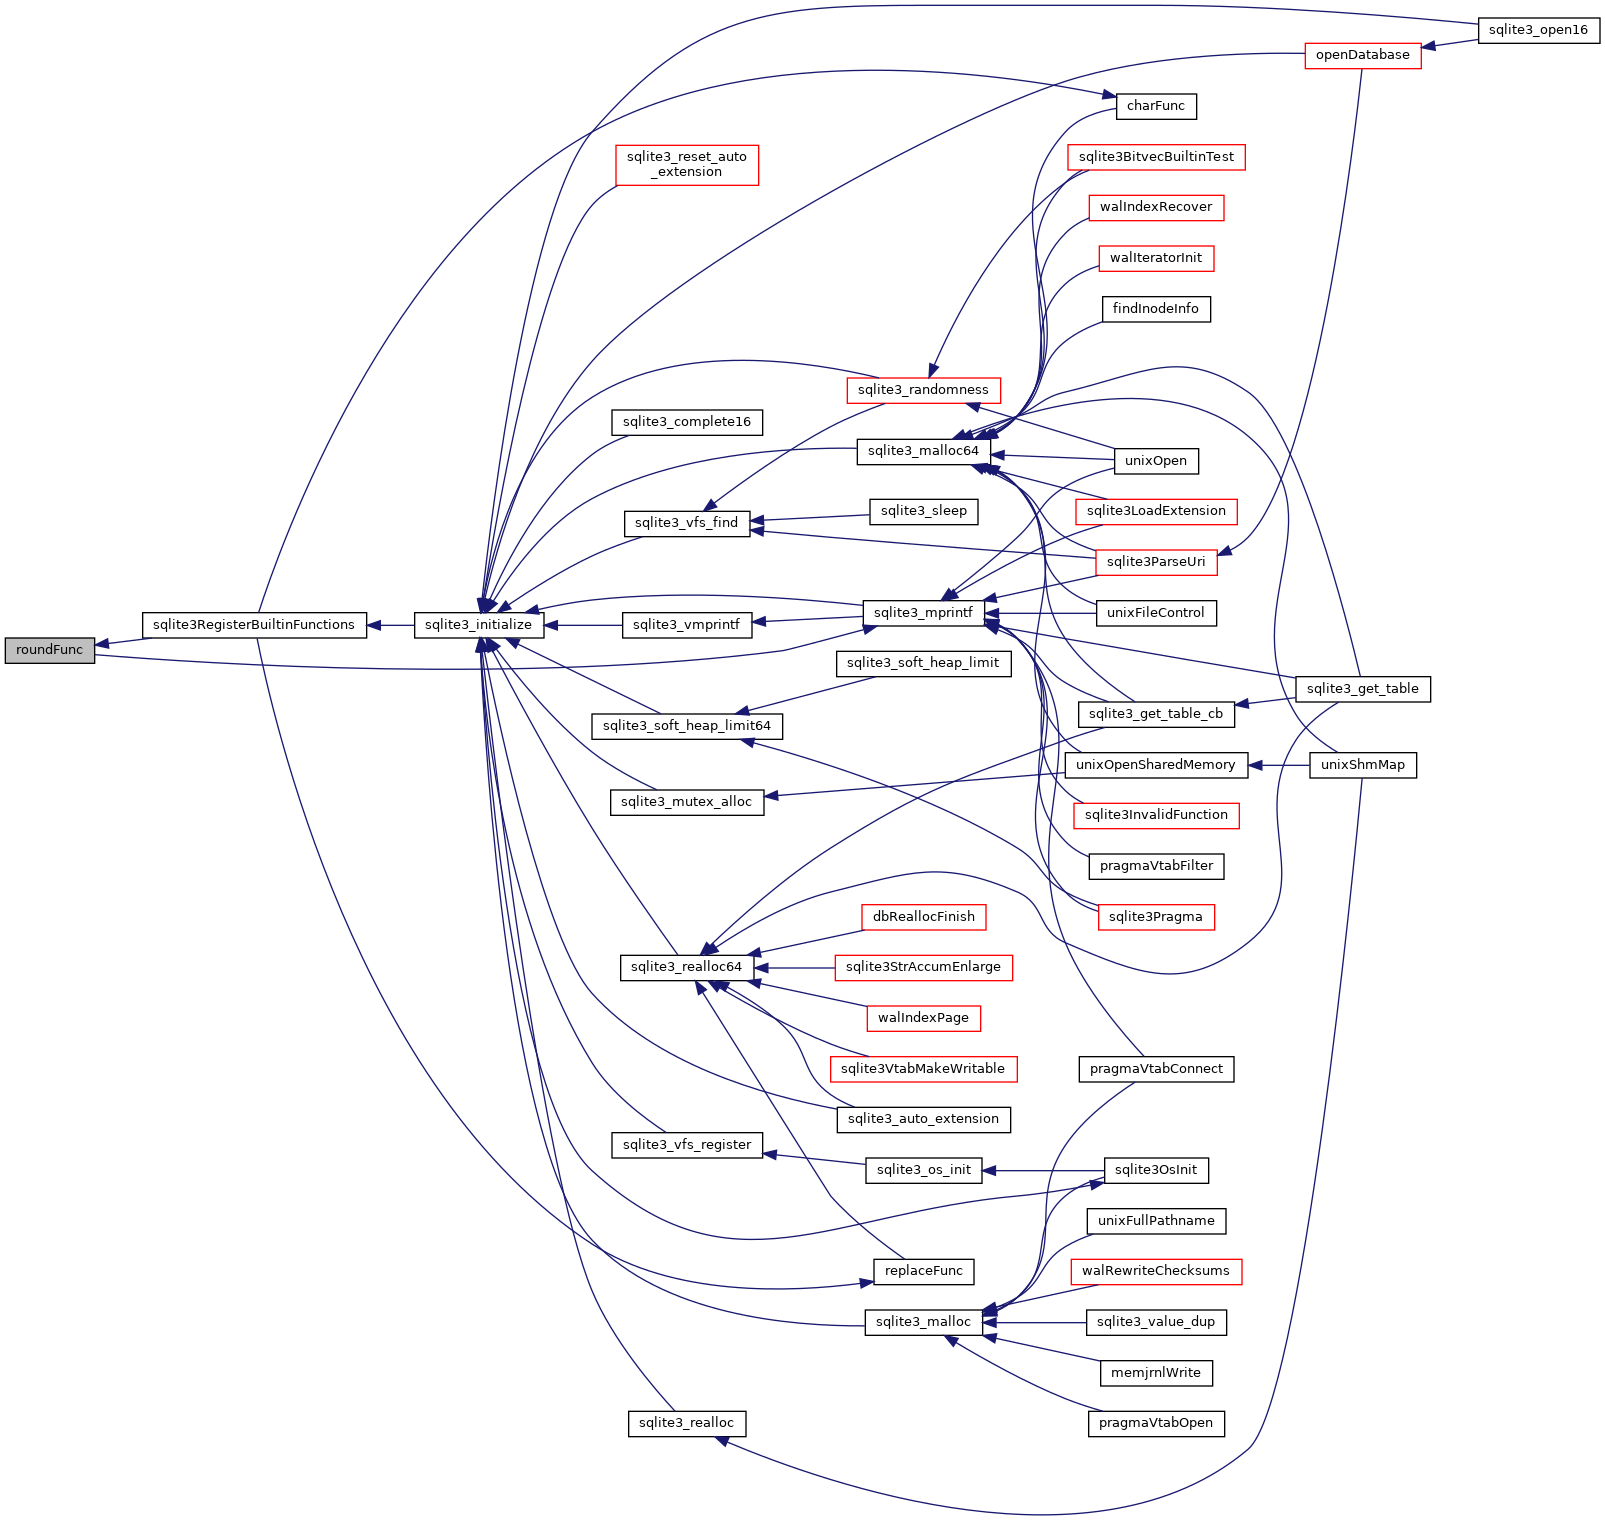 sqlite3_open16
openDatabase
charFunc
sqlite3_reset_auto
_extension
sqlite3BitvecBuiltinTest
walIndexRecover
walIteratorInit
findInodeInfo
sqlite3_randomness
sqlite3_complete16
sqlite3_malloc64
unixOpen
sqlite3_sleep
sqlite3LoadExtension
sqlite3_vfs_find
sqlite3ParseUri
sqlite3_mprintf
unixFileControl
sqlite3RegisterBuiltinFunctions
sqlite3_initialize
sqlite3_vmprintf
roundFunc
sqlite3_soft_heap_limit
sqlite3_get_table
sqlite3_get_table_cb
sqlite3_soft_heap_limit64
unixOpenSharedMemory
unixShmMap
sqlite3_mutex_alloc
sqlite3InvalidFunction
pragmaVtabFilter
dbReallocFinish
sqlite3Pragma
sqlite3_realloc64
sqlite3StrAccumEnlarge
walIndexPage
sqlite3VtabMakeWritable
pragmaVtabConnect
sqlite3_auto_extension
sqlite3_vfs_register
sqlite3_os_init
sqlite3OsInit
unixFullPathname
replaceFunc
walRewriteChecksums
sqlite3_malloc
sqlite3_value_dup
memjrnlWrite
sqlite3_realloc
pragmaVtabOpen